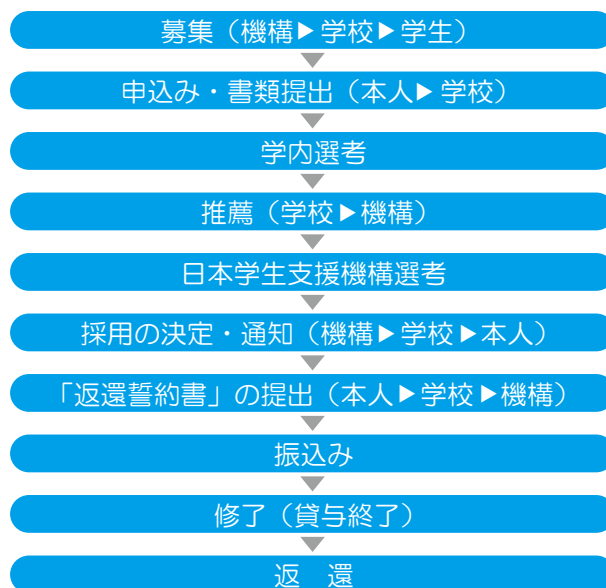 募集（機構▶学校▶学生）
申込み・書類提出（本人▶学校）
学内選考
推薦（学校▶機構）
日本学生支援機構選考
採用の決定・通知（機構▶学校▶本人）
「返還誓約書」の提出（本人▶学校▶機構）
振込み
修了（貸与終了）
返　還